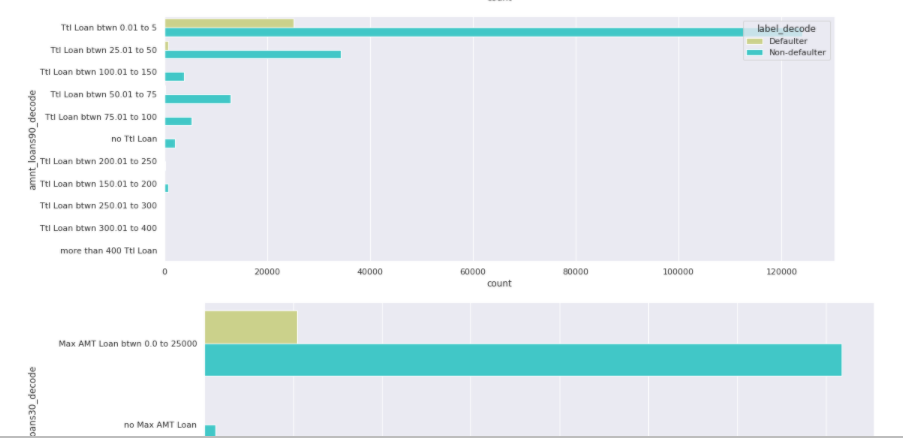 Ttl Loan btwn 0.01 to 5
Ttl Loan btwn 25.01 to 50
Ttl Loan btwn 100.01 to 150
Ttl Loan btwn 50.01 to 75
Ttl Loan btwn 75.01 to 100
no Ttl Loan
Ttl Loan btwn 200.01 to 250
Ttl Loan btwn 150.01 to 200
Ttl Loan btwn 250.01 to 300
Ttl Loan btwn 300.01 to 400
more than 400 Ttl Loan
amnt_loans90_decode
label_decode
Defaulter
Non-defaulter
0 20000 40000 60000 80000 100000 120000
count
Max AMT Loan btwn 0.0 to 25000
no Max AMT Loan
oans30_decode